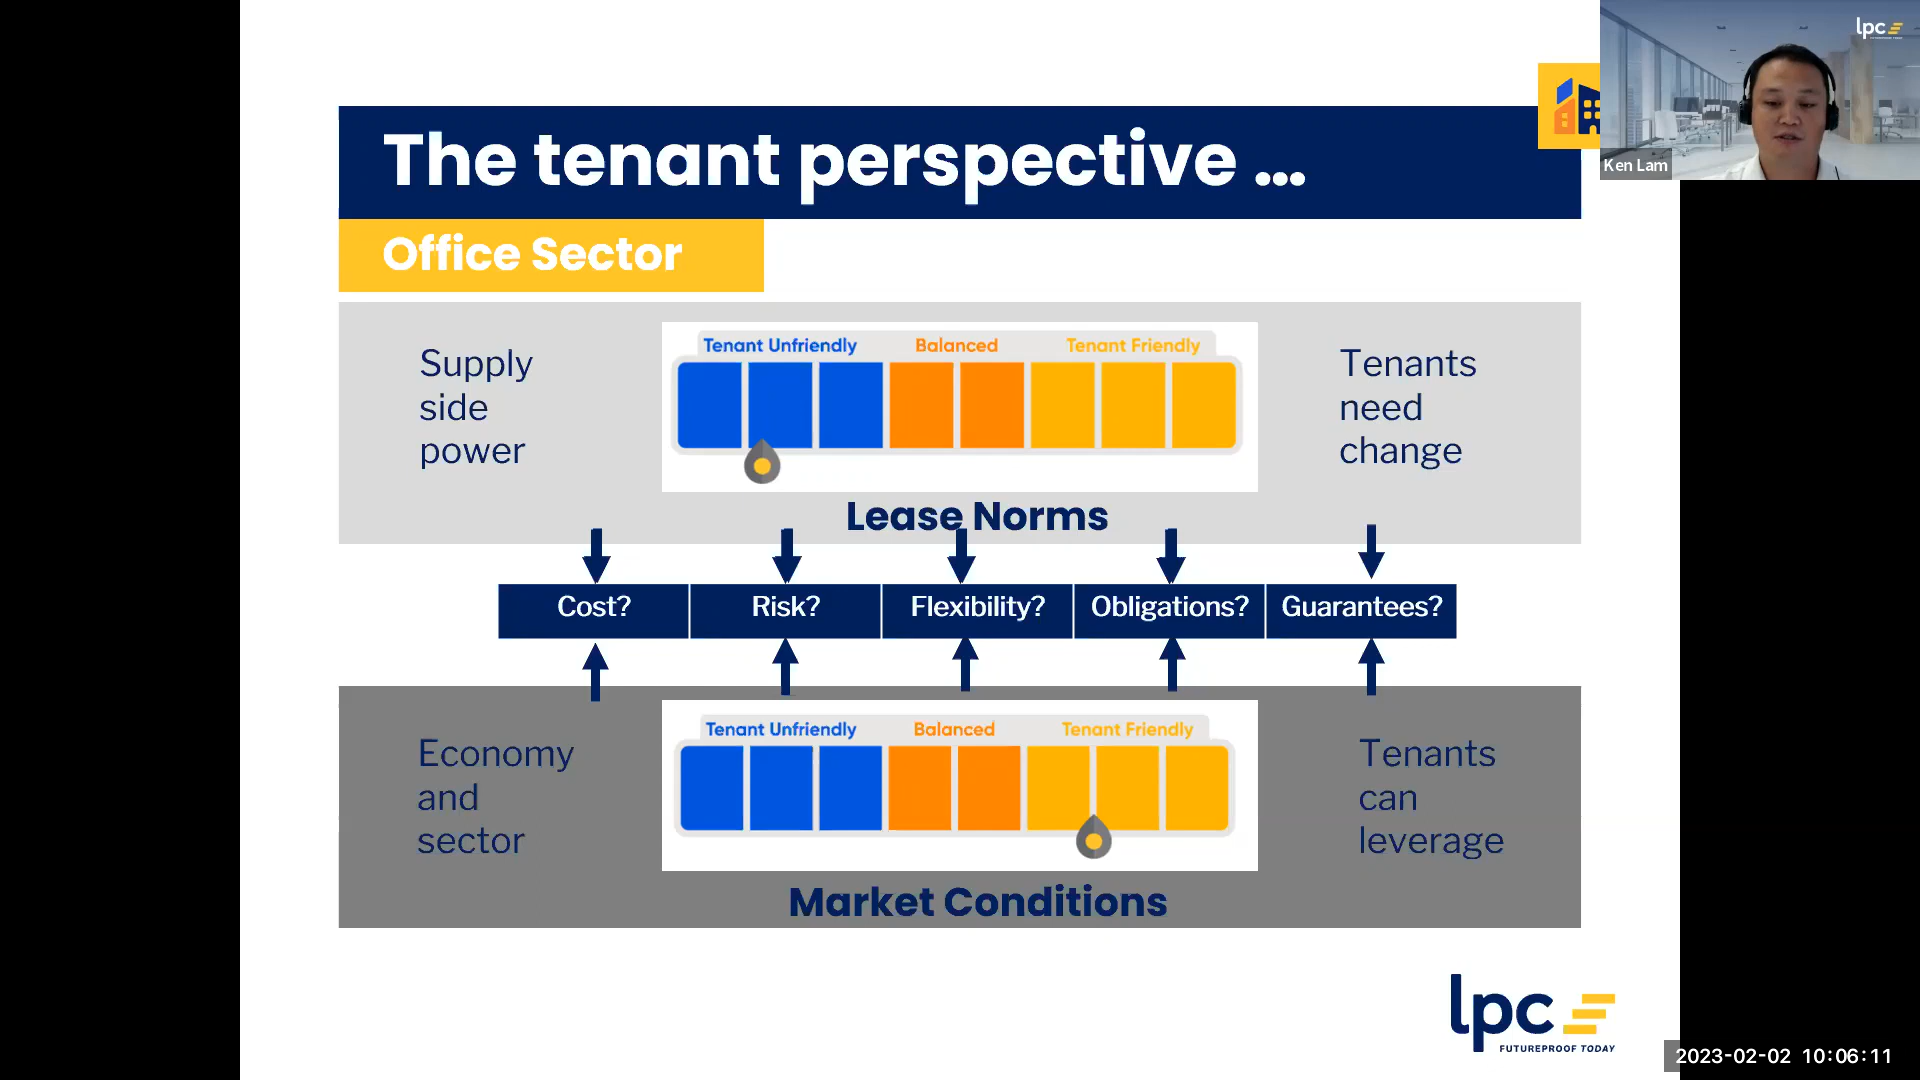 The tenant perspective ...
Office Sector
lpc
Ken Lam
Supply
side
power
Tenant Unfriendly
Balanced
Tenant Friendly
Tenants
need
change
Lease Norms
Cost?
Risk?
Flexibility?
Obligations?
Guarantees?
Economy
and
sector
Tenant Unfriendly
Balanced
Tenant Friendly
Tenants
can
leverage
Market Conditions
lpc
FUTUREPROOF TODAY
2023-02-02 10:06:11